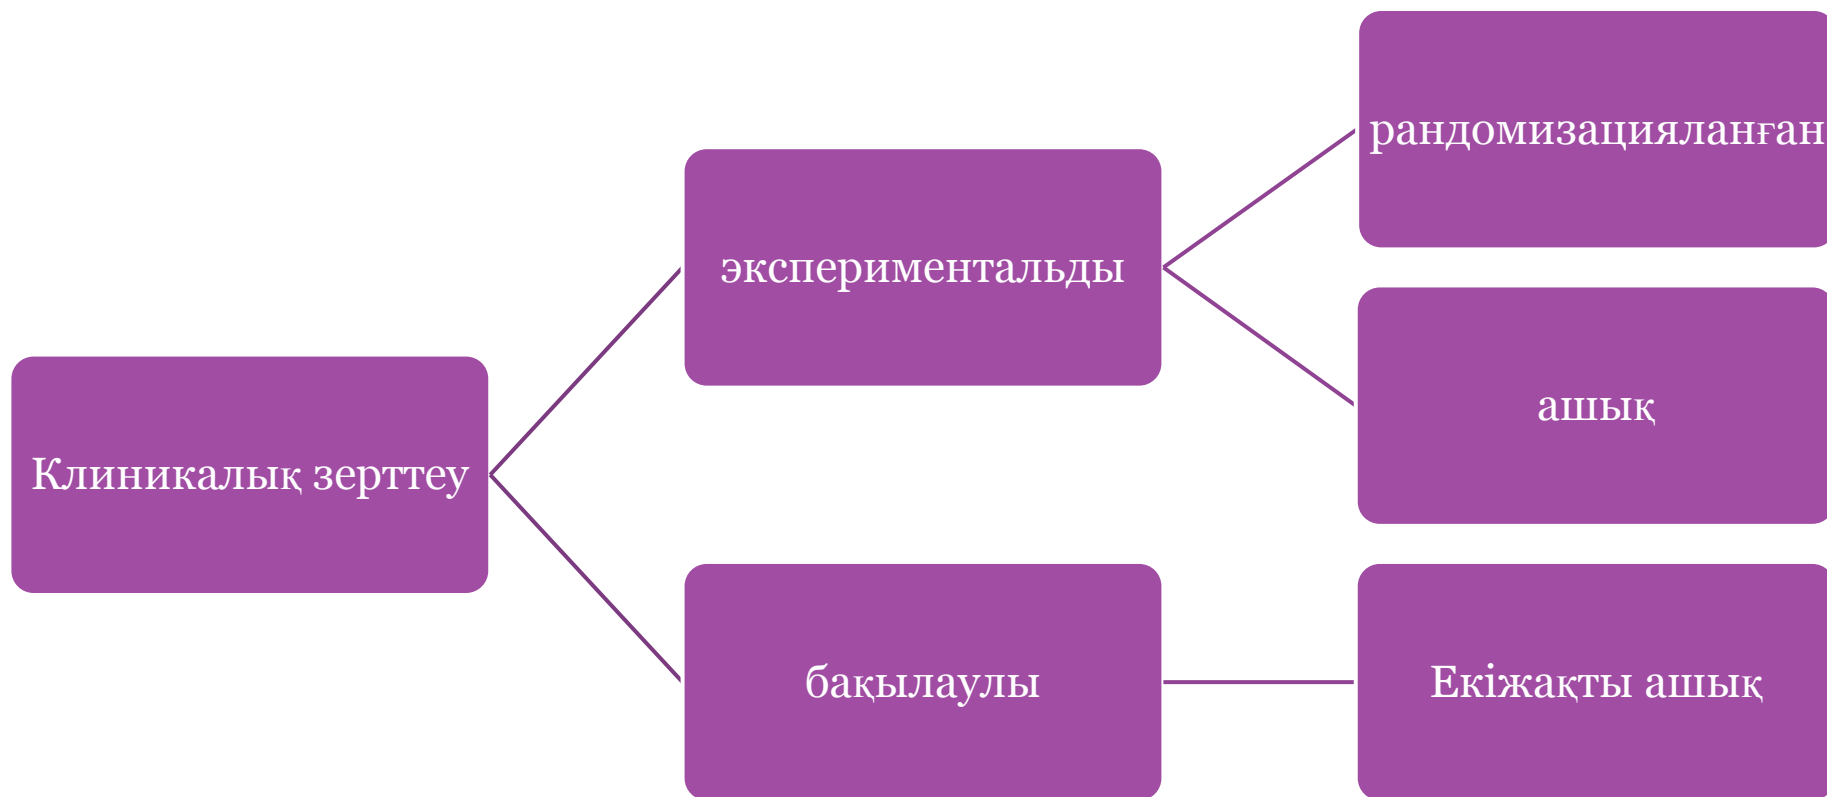 рандомизацияланған
экспериментальды
ашық
Клиникалық зерттеу
бақылаулы
Екіжақты ашық